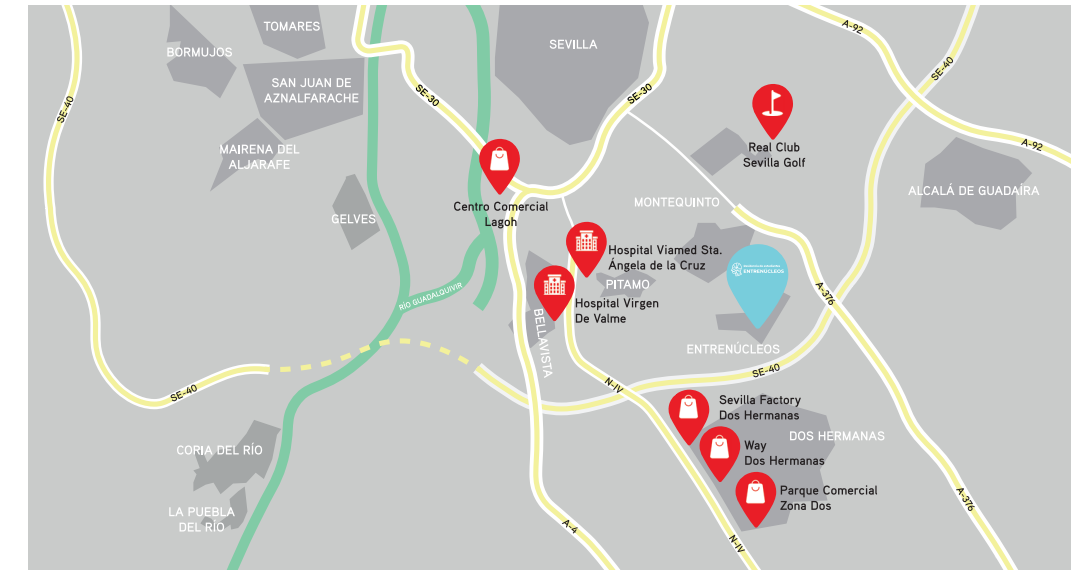 TOMARES
BORMUJOS
SAN JUAN DE
AZNALFARACHE
MAIRENA DEL
ALJARAFE
GELVES
SE-40
SE-30
SEVILLA
SE-30
A-92
SE-40
A-92
Real Club
Sevilla Golf
ALCALÁ DE GUADAÍRA
Centro Comercial
Lagoh
MONTEQUINTO
Hospital Viamed Sta.
Ángela de la Cruz
PITAMO
Hospital Virgen
De Valme
BELLAVISTA
RÍO GUADALQUIVIR
ENTRENÚCLEOS
ENTRENÚCLEOS
A-376
SE-40
SE-40
N-IV
Sevilla Factory
Dos Hermanas
DOS HERMANAS
Way
Dos Hermanas
Parque Comercial
Zona Dos
CORIA DEL RÍO
LA PUEBLA
DEL RÍO
A-4
N-IV
A-376